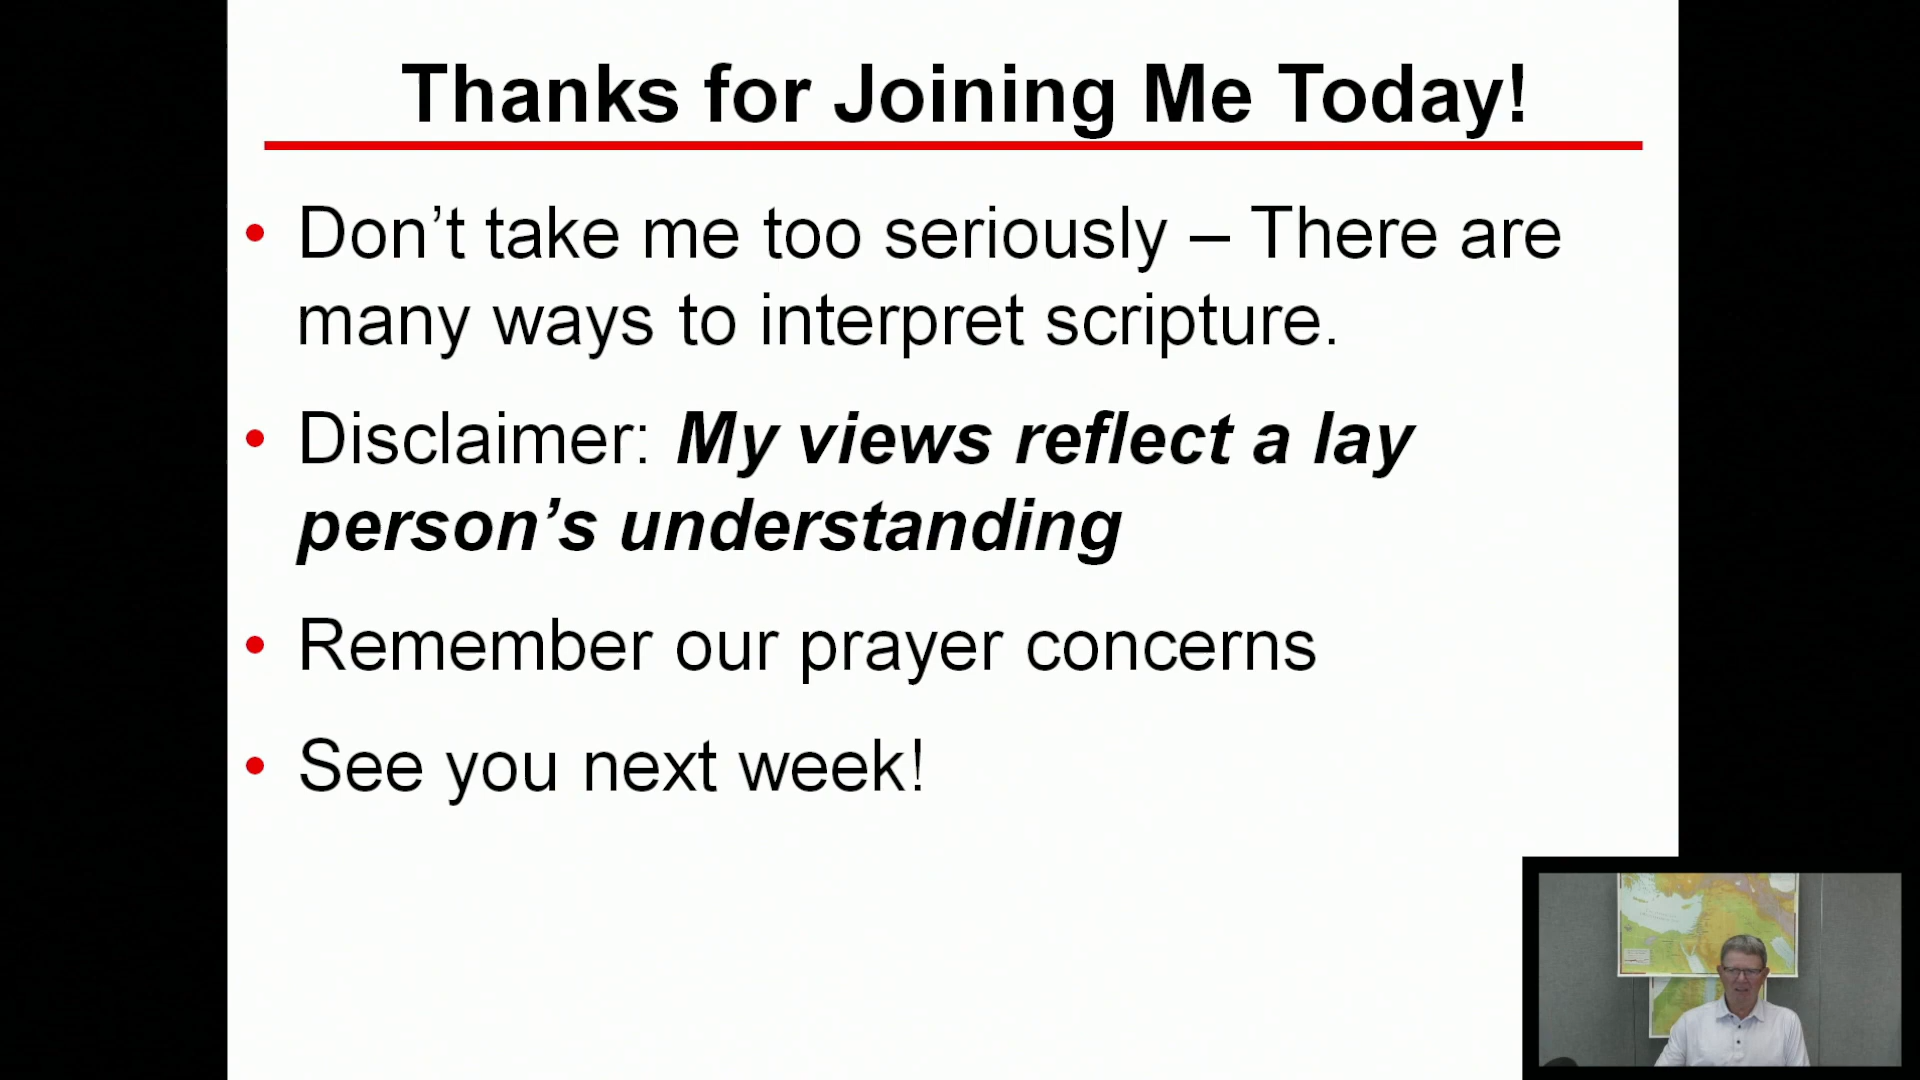 Thanks for Joining Me Today!
• Don’t take me too seriously – There are
many ways to interpret scripture.
• Disclaimer: My views reflect a lay
person’s understanding
• Remember our prayer concerns
• See you next week!